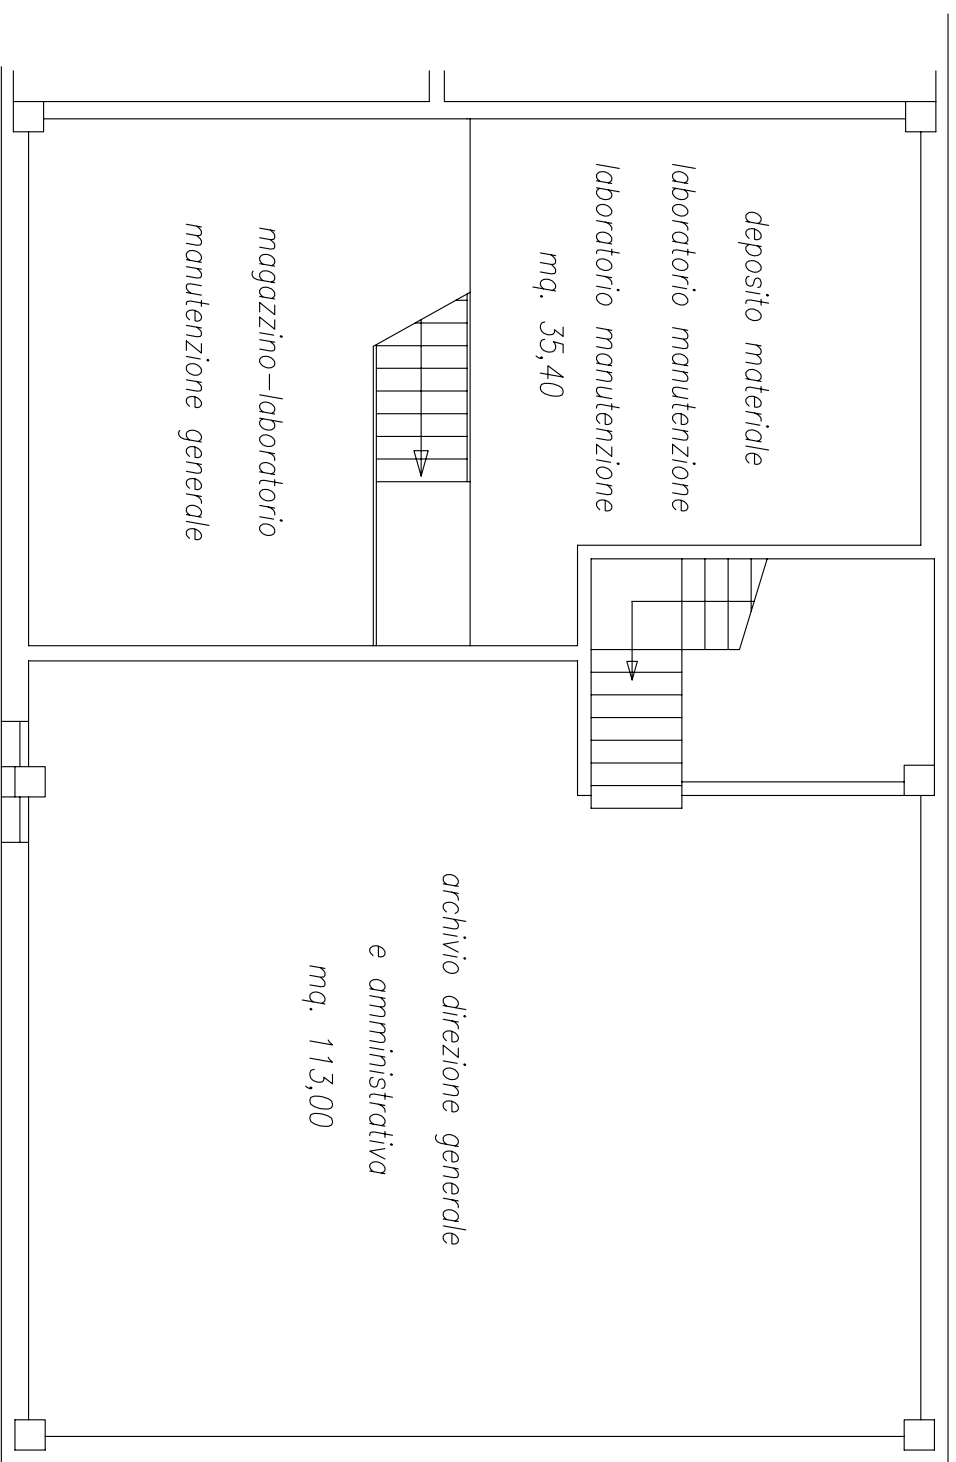 deposito materiale
laboratorio manutenzione
laboratorio manutenzione
mq. 35,40
magazzino-laboratorio
manutenzione generale
archivio direzione generale
e amministrativa
mq. 113,00